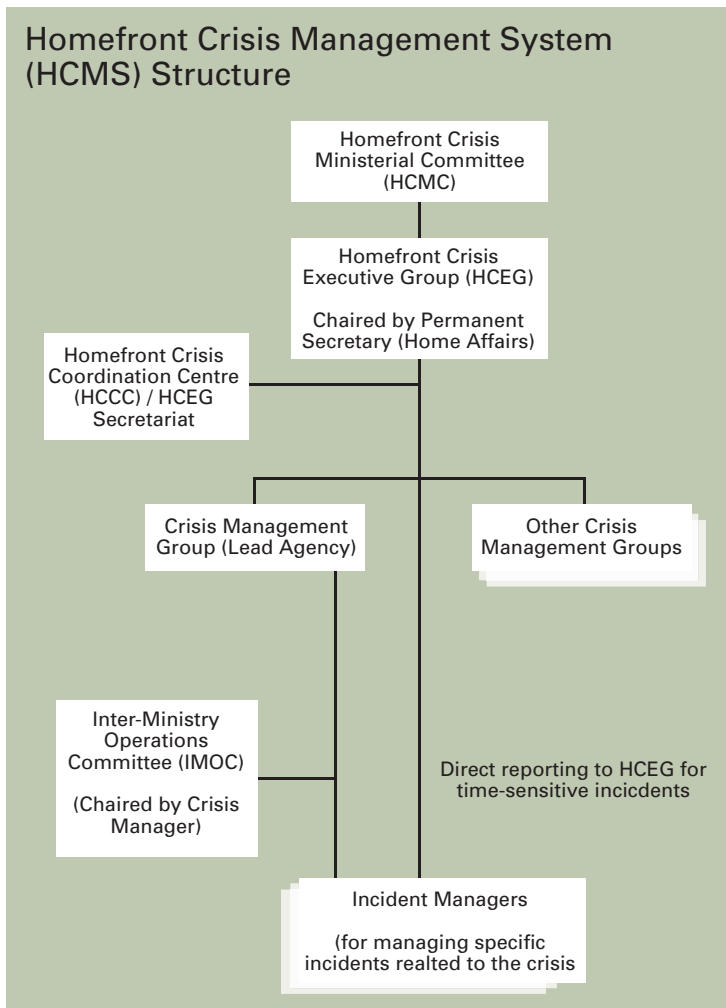 Homefront Crisis Management System
(HCMS) Structure
Homefront Crisis
Ministerial Committee
(HCMC)
Homefront Crisis
Executive Group (HCEG)
Chaired by Permanent
Secretary (Home Affairs)
Homefront Crisis
Coordination Centre
(HCCC) / HCEG
Secretariat
Crisis Management
Group (Lead Agency)
Other Crisis
Management Groups
Inter-Ministry
Operations
Committee (IMOC)
(Chaired by Crisis
Manager)
Direct reporting to HCEG for
time-sensitive incicdents
Incident Managers
(for managing specific
incidents realted to the crisis